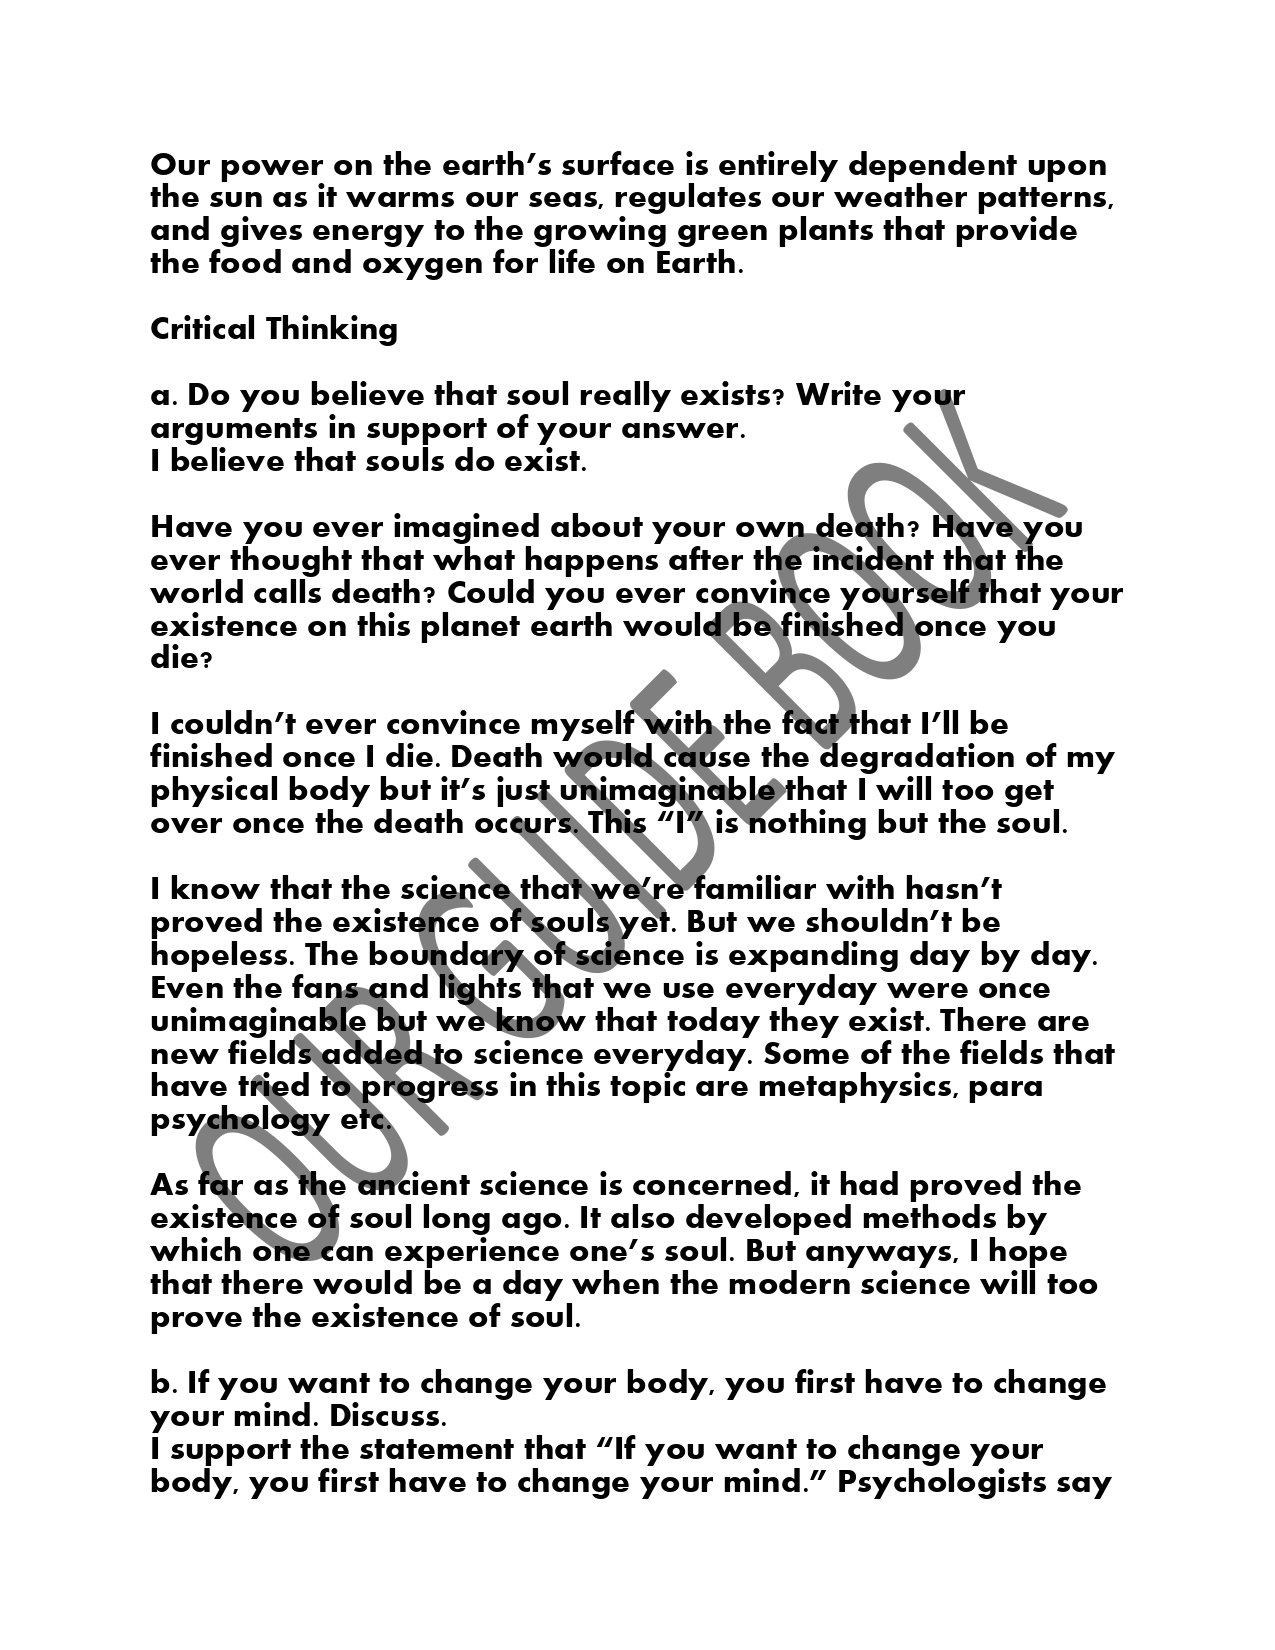 Our power on the earth’s surface is entirely dependent upon
the sun as it warms our seas, regulates our weather patterns,
and gives energy to the growing green plants that provide
the food and oxygen for life on Earth.
Critical Thinking
a. Do you believe that soul really exists? Write your
arguments in support of your answer.
I believe that souls do exist.
Have you ever imagined about your own death? Have you
ever thought that what happens after the incident that the
world calls death? Could you ever convince yourself that your
existence on this planet earth would be finished once you
die?
I couldn’t ever convince myself with the fact that I’ll be
finished once I die. Death would cause the degradation of my
physical body but it’s just unimaginable that I will too get
over once the death occurs. This “I” is nothing but the soul.
I know that the science that we’re familiar with hasn’t
proved the existence of souls yet. But we shouldn’t be
hopeless. The boundary of science is expanding day by day.
Even the fans and lights that we use everyday were once
unimaginable but we know that today they exist. There are
new fields added to science everyday. Some of the fields that
have tried to progress in this topic are metaphysics, para
psychology etc.
As far as the ancient science is concerned, it had proved the
existence of soul long ago. It also developed methods by
which one can experience one’s soul. But anyways, I hope
that there would be a day when the modern science will too
prove the existence of soul.
b. If you want to change your body, you first have to change
your mind. Discuss.
I support the statement that “If you want to change your
body, you first have to change your mind.” Psychologists say
OUR GUIDE BOOK